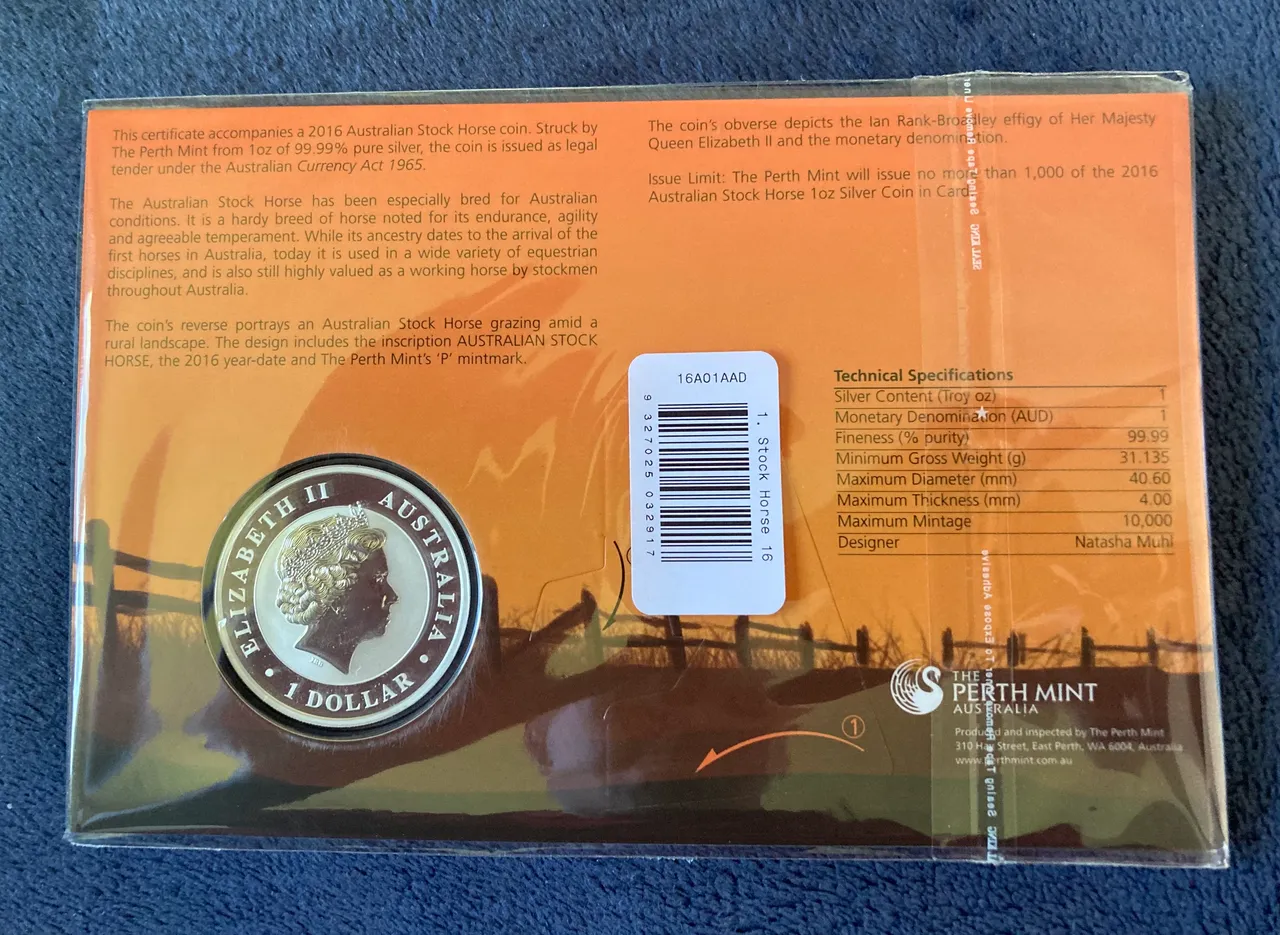 This certificate accompanies a 2016 Australian Stock Horse coin. Struck by
The Perth Mint from 1oz of 99.99% pure silver, the coin is issued as legal
tender under the Australian Currency Act 1965.
The Australian Stock Horse has been especially bred for Australian
conditions. It is a hardy breed of horse noted for its endurance, agility
and agreeable temperament. While its ancestry dates to the arrival of the
first horses in Australia, today it is used in a wide variety of equestrian
disciplines, and is also still highly valued as a working horse by stockmen
throughout Australia.
The coin's reverse portrays an Australian Stock Horse grazing amid a
rural landscape. The design includes the inscription AUSTRALIAN STOCK
HORSE, the 2016 year-date and The Perth Mint's 'P' mintmark.
The coin's obverse depicts the Ian Rank-Broadley effigy of Her Majesty
Queen Elizabeth II and the monetary denomination.
Issue Limit: The Perth Mint will issue no more than 1,000 of the 2016
Australian Stock Horse 1oz Silver Coin in Card.
16A01AAD
1. Stock Horse 16
9 327025 032917
Technical Specifications
Silver Content (Troy oz) 1
Monetary Denomination (AUD) 1
Fineness (% purity) 99.99
Minimum Gross Weight (g) 31.135
Maximum Diameter (mm) 40.60
Maximum Thickness (mm) 4.00
Maximum Mintage 10,000
Designer Natasha Muhl
ELIZABETH II AUSTRALIA
1 DOLLAR
IRB
1
THE
PERTH MINT
AUSTRALIA
Produced and inspected by The Perth Mint
310 Hay Street, East Perth, WA 6004, Australia
www.perthmint.com.au
SEAL KING Sealing Tape Remove
To Expose Adhesive
Sealing Tape Remove